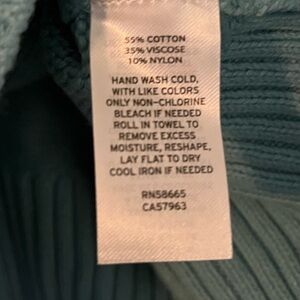 55% COTTON
35% VISCOSE
10% NYLON
HAND WASH COLD,
WITH LIKE COLORS
ONLY NON-CHLORINE
BLEACH IF NEEDED
ROLL IN TOWEL TO
REMOVE EXCESS
MOISTURE, RESHAPE,
LAY FLAT TO DRY
COOL IRON IF NEEDED
RN58665
CA57963